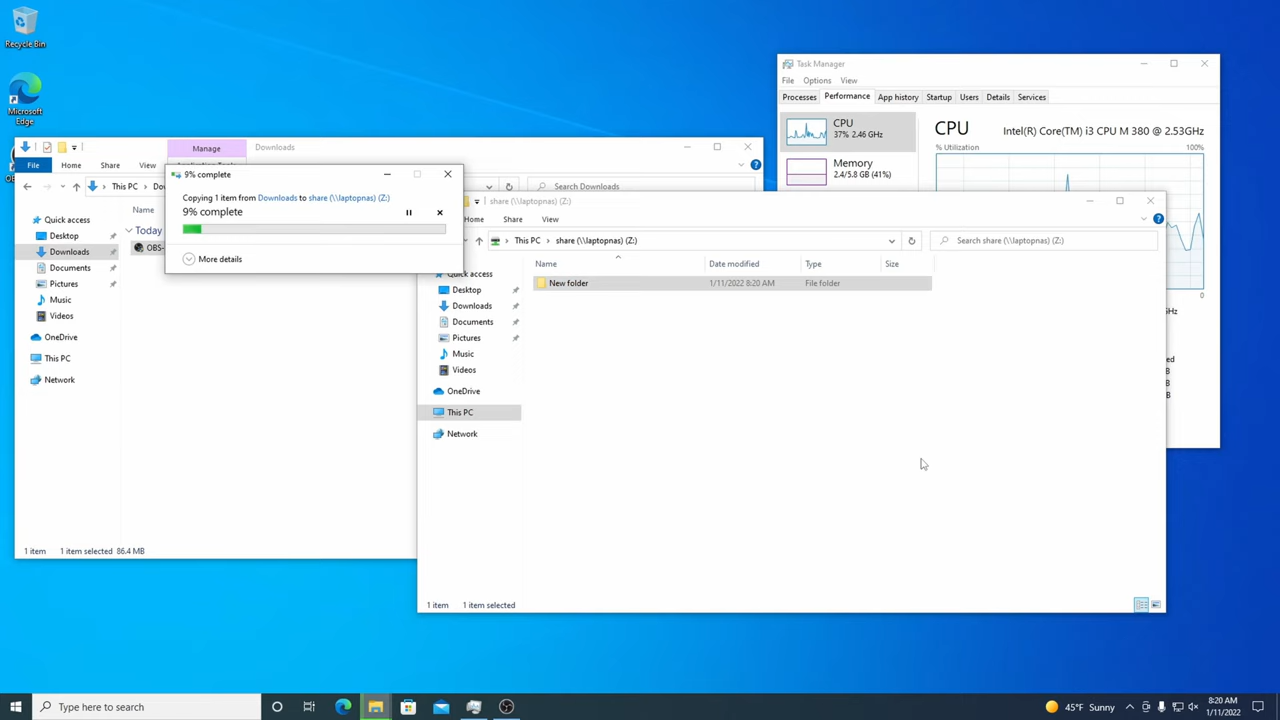 Recycle Bin
Microsoft
Edge
Task Manager
File Options View
Processes Performance App history Startup Users Details Services
CPU
37% 2.46 GHz
Memory
2.4/5.8 GB (41%)
CPU Intel(R) Core(TM) i3 CPU M 380 @ 2.53GHz
% Utilization 100%
0
Manage Downloads
File Home Share View
This PC
Search Downloads
Name
Quick access
Desktop
Downloads
Documents
Pictures
Music
Videos
OneDrive
This PC
Network
Today
OBS-
1 item 1 item selected 86.4 MB
9% complete
Copying 1 item from Downloads to share (\\laptopnas) (Z:)
9% complete
More details
share (\\laptopnas) (Z:)
Home Share View
This PC share (\\laptopnas) (Z:)
Search share (\\laptopnas) (Z:)
Name Date modified Type Size
New folder 1/11/2022 8:20 AM File folder
Quick access
Desktop
Downloads
Documents
Pictures
Music
Videos
OneDrive
This PC
Network
1 item 1 item selected
Type here to search
45°F Sunny
8:20 AM
1/11/2022